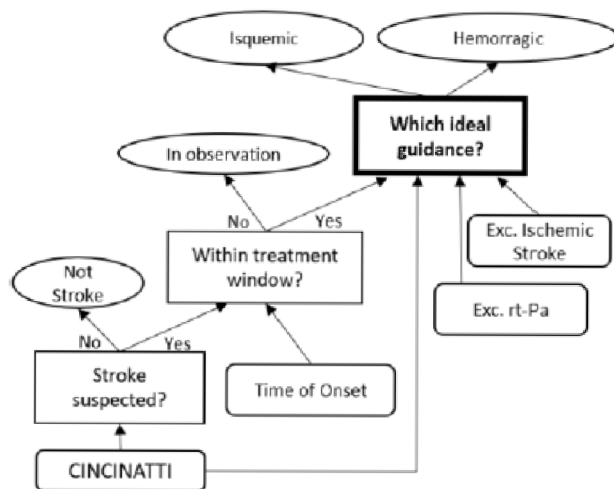 Isquemic
Hemorragic
Which ideal
guidance?
In observation
No
Yes
Exc. Ischemic
Stroke
Within treatment
window?
Not
Stroke
Exc. rt-Pa
No
Yes
Stroke
suspected?
Time of Onset
CINCINATTI